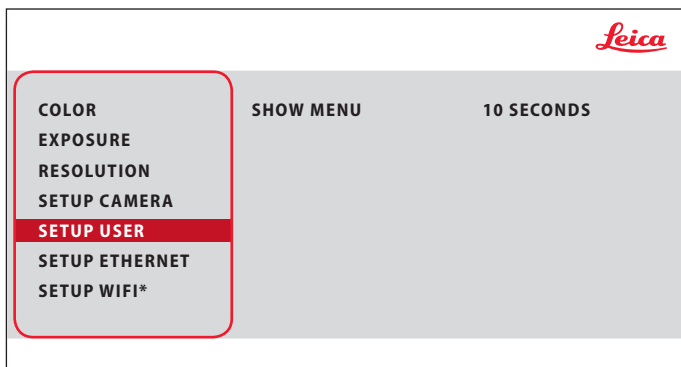 Leica
COLOR SHOW MENU 10 SECONDS
EXPOSURE
RESOLUTION
SETUP CAMERA
SETUP USER
SETUP ETHERNET
SETUP WIFI*